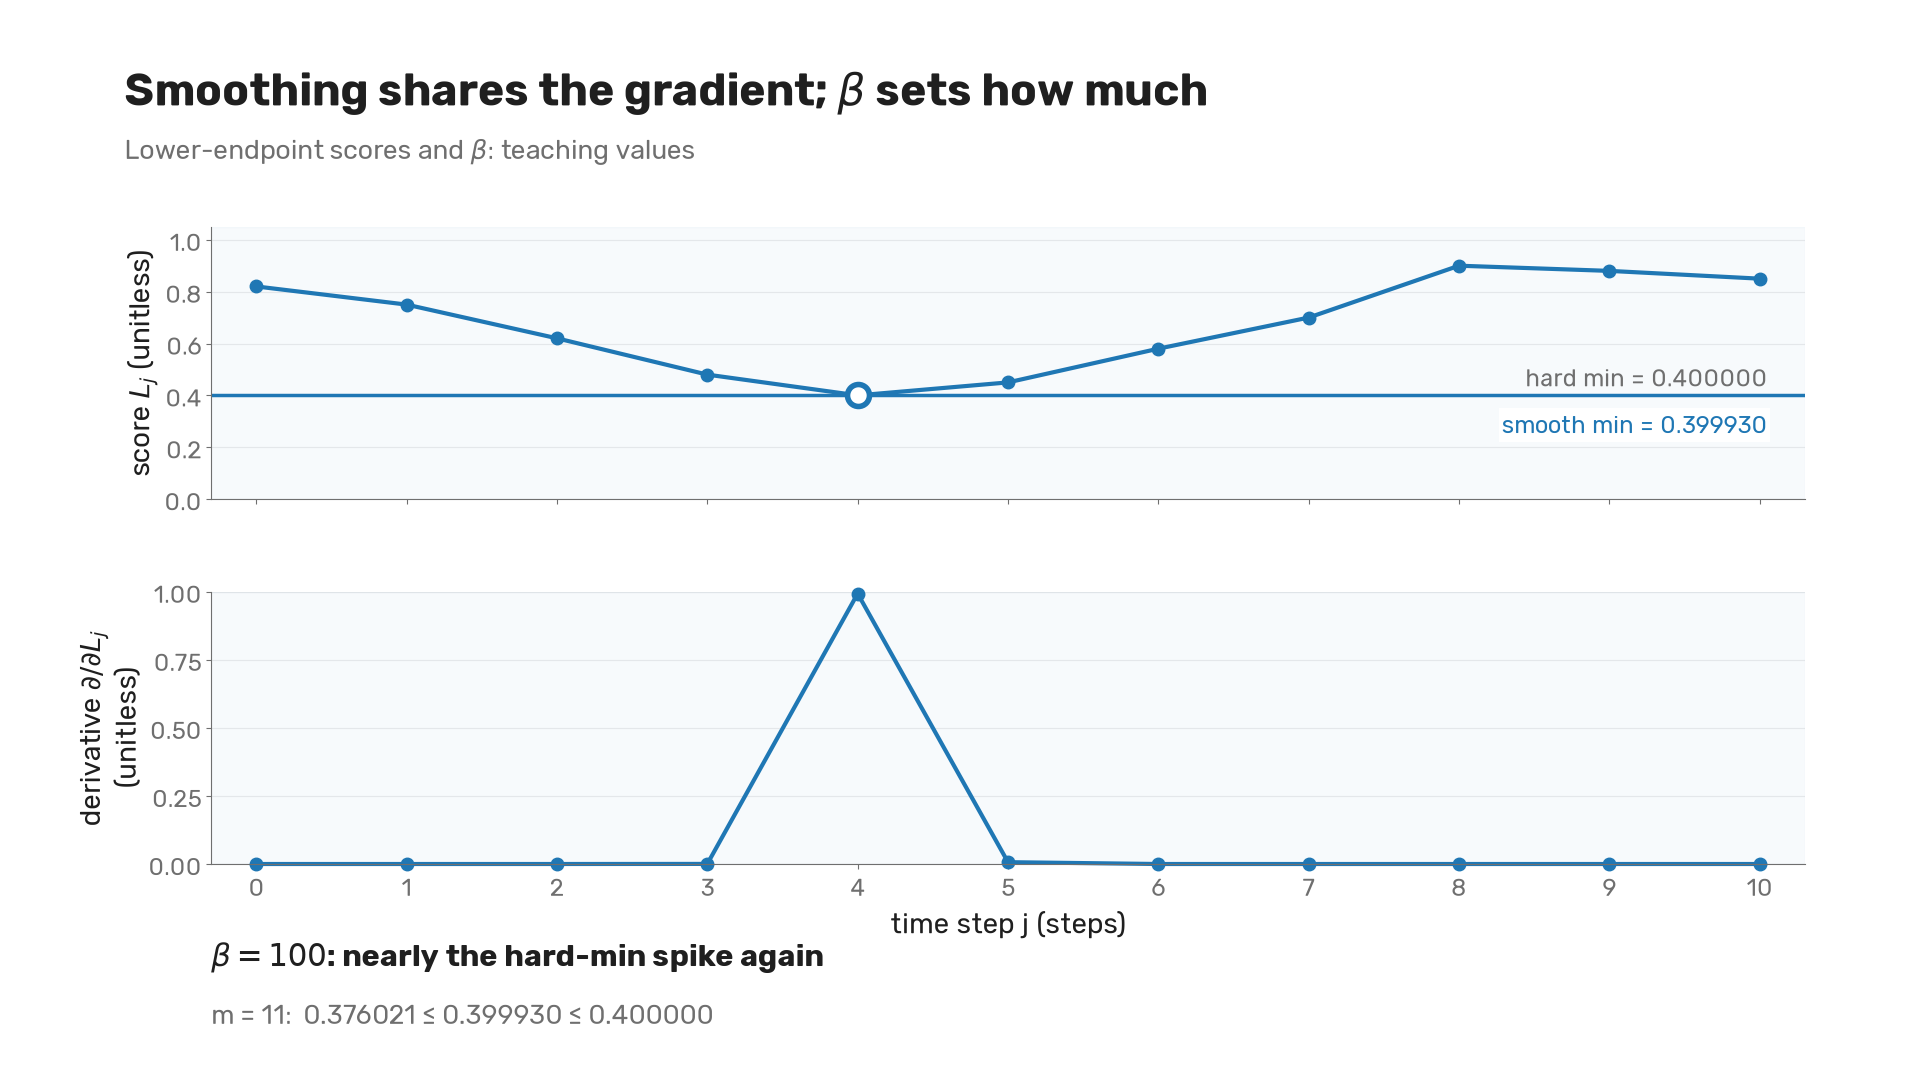 Smoothing shares the gradient; β sets how much
Lower-endpoint scores and β: teaching values
score Lⱼ (unitless)
1.0
0.8
0.6
0.4
0.2
0.0
hard min = 0.400000
smooth min = 0.399930
derivative ∂/∂Lⱼ
(unitless)
1.00
0.75
0.50
0.25
0.00
0 1 2 3 4 5 6 7 8 9 10
time step j (steps)
β = 100: nearly the hard-min spike again
m = 11: 0.376021 ≤ 0.399930 ≤ 0.400000